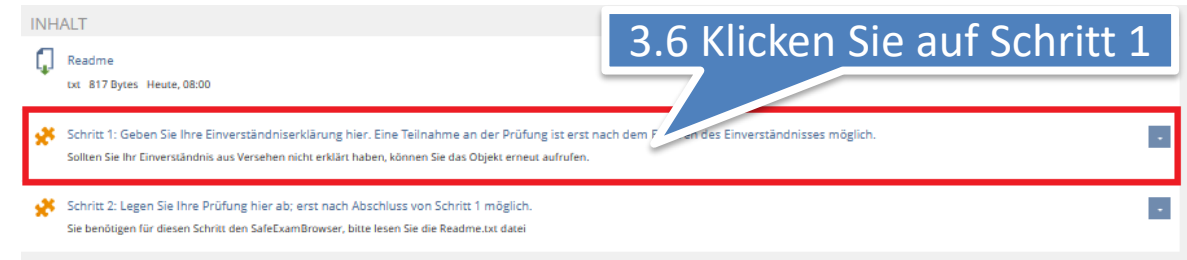 INHALT
3.6 Klicken Sie auf Schritt 1
Readme
txt 817 Bytes Heute, 08:00
Schritt 1: Geben Sie Ihre Einverständniserklärung hier. Eine Teilnahme an der Prüfung ist erst nach dem des Einverständnisses möglich.
Sollten Sie Ihr Einverständnis aus Versehen nicht erklärt haben, können Sie das Objekt erneut aufrufen.
Schritt 2: Legen Sie Ihre Prüfung hier ab; erst nach Abschluss von Schritt 1 möglich.
Sie benötigen für diesen Schritt den SafeExamBrowser, bitte lesen Sie die Readme.txt datei